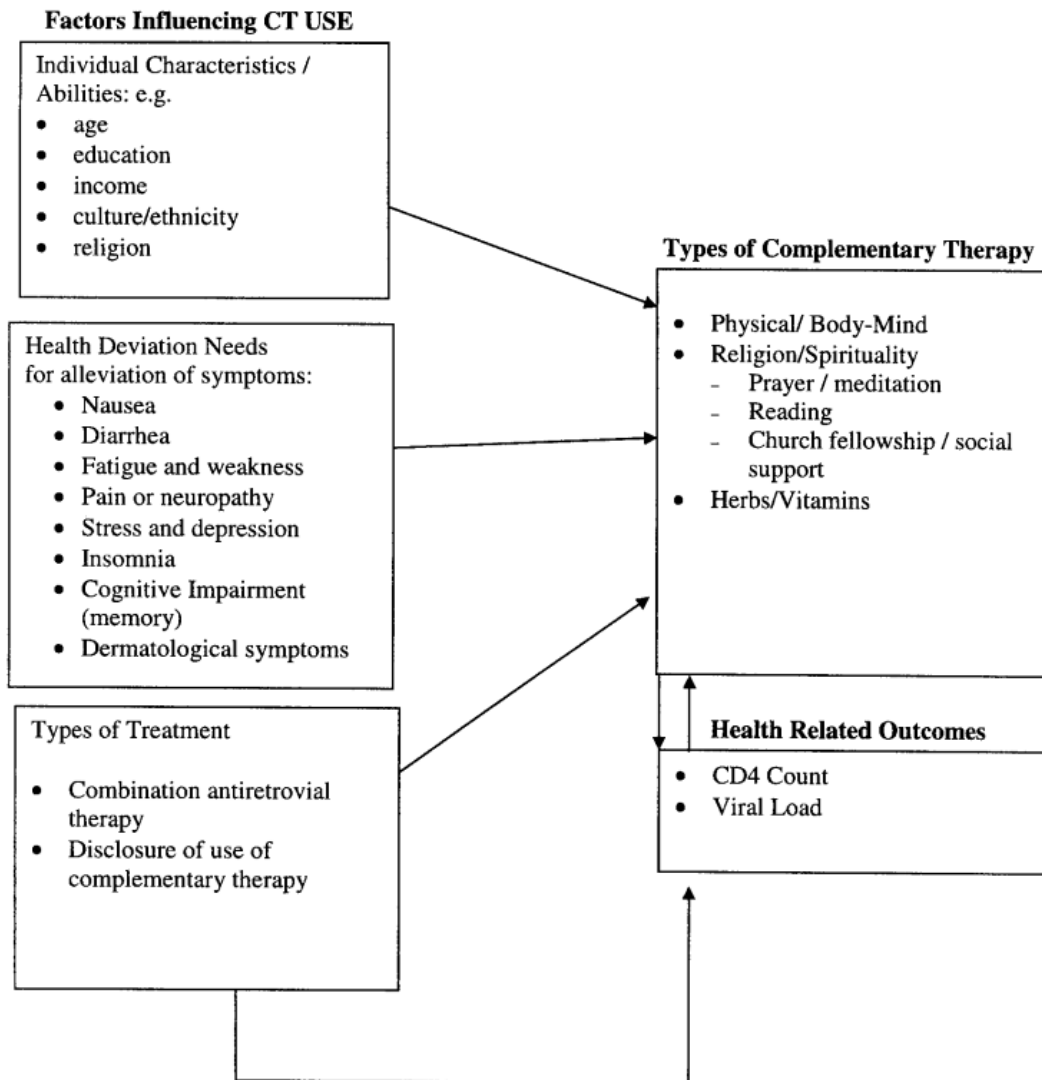 Factors Influencing CT USE
Individual Characteristics /
Abilities: e.g.
• age
• education
• income
• culture/ethnicity
• religion
Health Deviation Needs
for alleviation of symptoms:
• Nausea
• Diarrhea
• Fatigue and weakness
• Pain or neuropathy
• Stress and depression
• Insomnia
• Cognitive Impairment
(memory)
• Dermatological symptoms
Types of Treatment
• Combination antiretrovial
therapy
• Disclosure of use of
complementary therapy
Types of Complementary Therapy
• Physical/ Body-Mind
• Religion/Spirituality
- Prayer / meditation
- Reading
- Church fellowship / social
support
• Herbs/Vitamins
Health Related Outcomes
• CD4 Count
• Viral Load